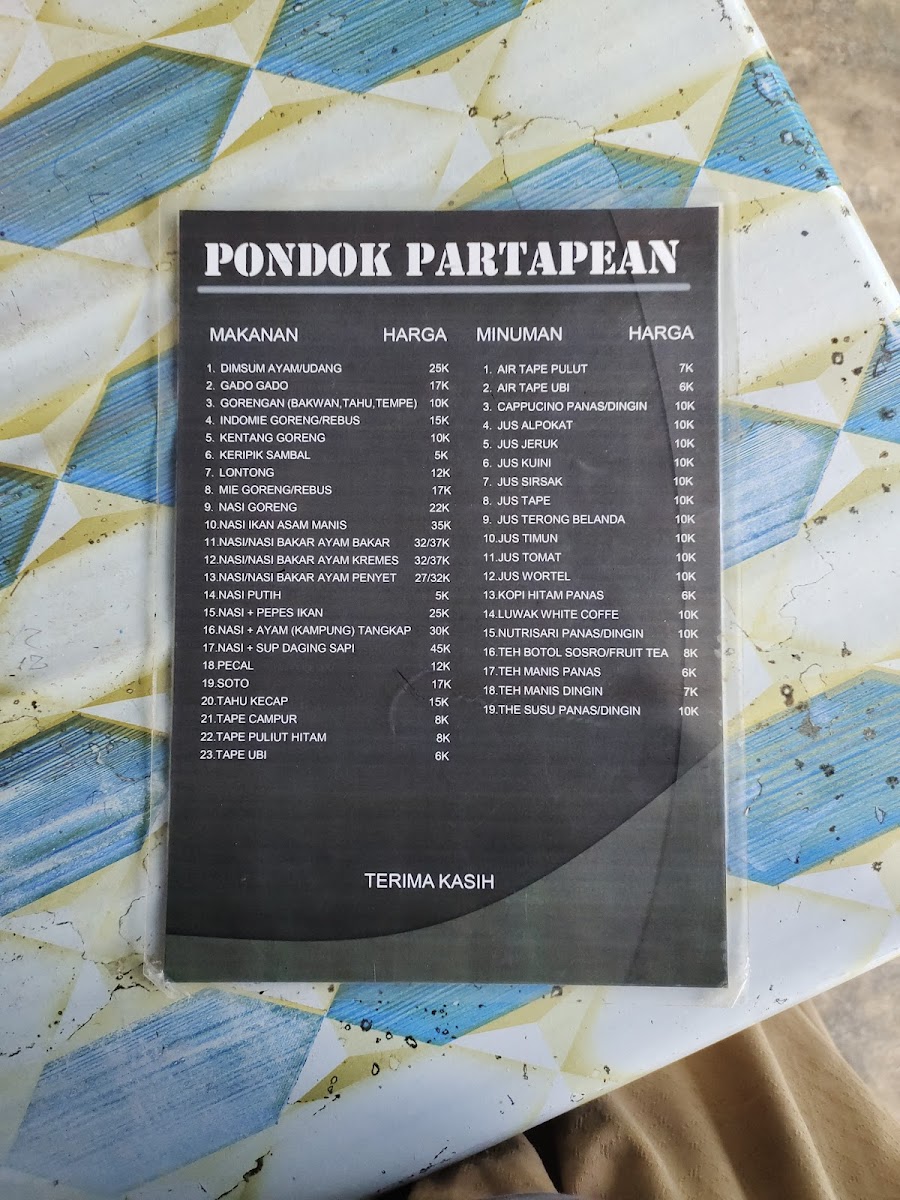 PONDOK PARTAPEAN
MAKANAN HARGA
1. DIMSUM AYAM/UDANG 25K
2. GADO GADO 17K
3. GORENGAN (BAKWAN,TAHU,TEMPE) 10K
4. INDOMIE GORENG/REBUS 15K
5. KENTANG GORENG 10K
6. KERIPIK SAMBAL 5K
7. LONTONG 12K
8. MIE GORENG/REBUS 17K
9. NASI GORENG 22K
10.NASI IKAN ASAM MANIS 35K
11.NASI/NASI BAKAR AYAM BAKAR 32/37K
12.NASI/NASI BAKAR AYAM KREMES 32/37K
13.NASI/NASI BAKAR AYAM PENYET 27/32K
14.NASI PUTIH 5K
15.NASI + PEPES IKAN 25K
16.NASI + AYAM (KAMPUNG) TANGKAP 30K
17.NASI + SUP DAGING SAPI 45K
18.PECAL 12K
19.SOTO 17K
20.TAHU KECAP 15K
21.TAPE CAMPUR 8K
22.TAPE PULIUT HITAM 8K
23.TAPE UBI 6K
MINUMAN HARGA
1. AIR TAPE PULUT 7K
2. AIR TAPE UBI 6K
3. CAPPUCINO PANAS/DINGIN 10K
4. JUS ALPOKAT 10K
5. JUS JERUK 10K
6. JUS KUINI 10K
7. JUS SIRSAK 10K
8. JUS TAPE 10K
9. JUS TERONG BELANDA 10K
10.JUS TIMUN 10K
11.JUS TOMAT 10K
12.JUS WORTEL 10K
13.KOPI HITAM PANAS 6K
14.LUWAK WHITE COFFE 10K
15.NUTRISARI PANAS/DINGIN 10K
16.TEH BOTOL SOSRO/FRUIT TEA 8K
17.TEH MANIS PANAS 6K
18.TEH MANIS DINGIN 7K
19.THE SUSU PANAS/DINGIN 10K
TERIMA KASIH